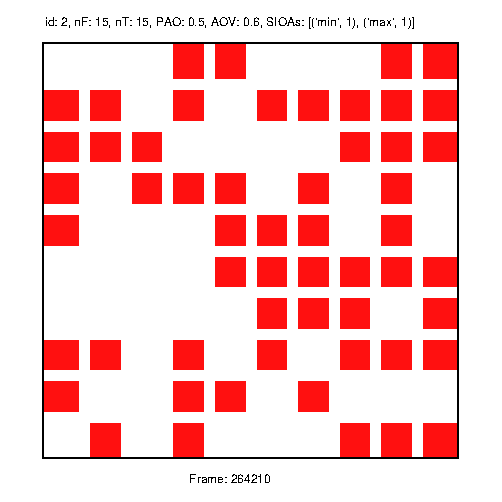 id: 2, nF: 15, nT: 15, PAO: 0.5, AOV: 0.6, SIOAs: [('min', 1), ('max', 1)]
Frame: 264210